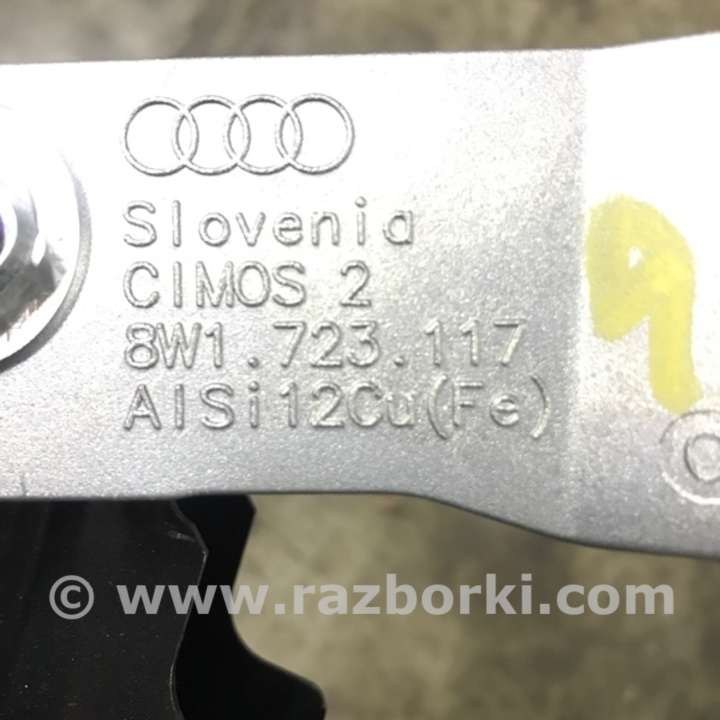 Slovenia
CIMOS 2
8W1.723.117
AlSi12Cu(Fe)
© www.razborki.com